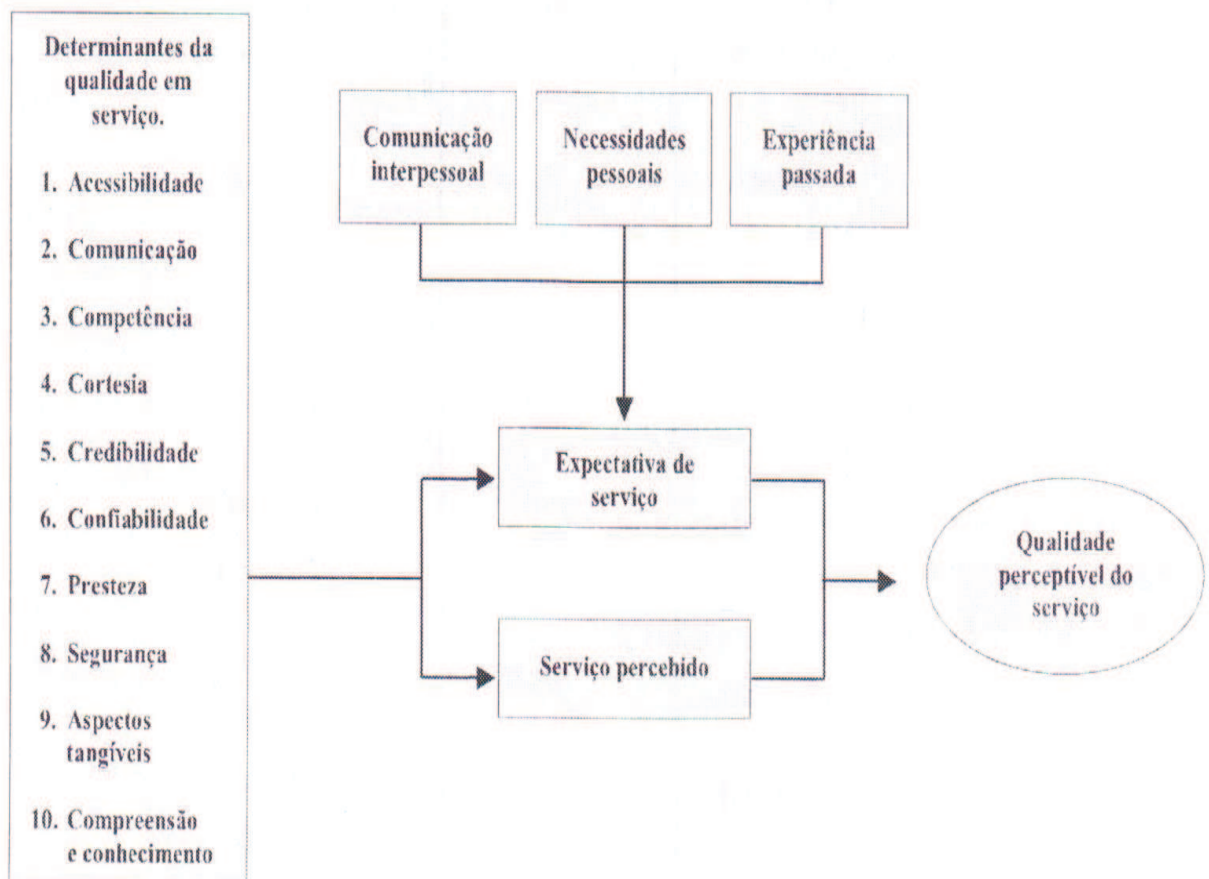 Determinantes da
qualidade em
serviço.
1. Acessibilidade
2. Comunicação
3. Competência
4. Cortesia
5. Credibilidade
6. Confiabilidade
7. Presteza
8. Segurança
9. Aspectos
tangíveis
10. Compreensão
e conhecimento
Comunicação
interpessoal
Necessidades
pessoais
Experiência
passada
Expectativa de
serviço
Serviço percebido
Qualidade
perceptível do
serviço